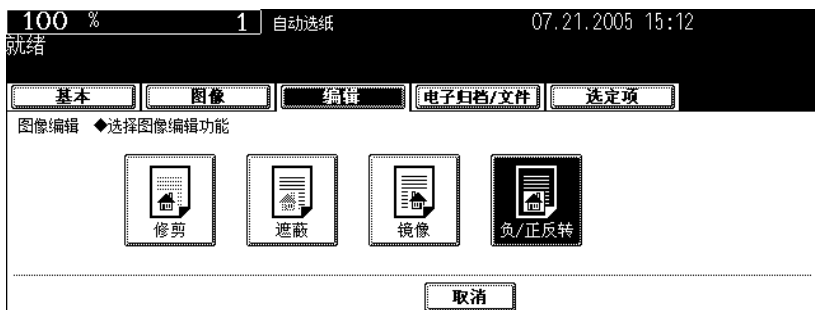 100 % 1 自动选纸 07.21.2005 15:12
就绪
基本 图像 编辑 电子归档/文件 选定项
图像编辑 ◆选择图像编辑功能
修剪 遮蔽 镜像 负/正反转
取消